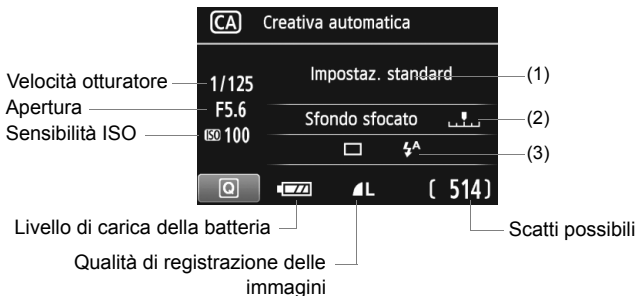 CA Creativa automatica
Velocità otturatore 1/125 Impostaz. standard (1)
Apertura F5.6
Sensibilità ISO ISO 100 Sfondo sfocato (2)
A (3)
Q L ( 514)
Livello di carica della batteria Scatti possibili
Qualità di registrazione delle
immagini